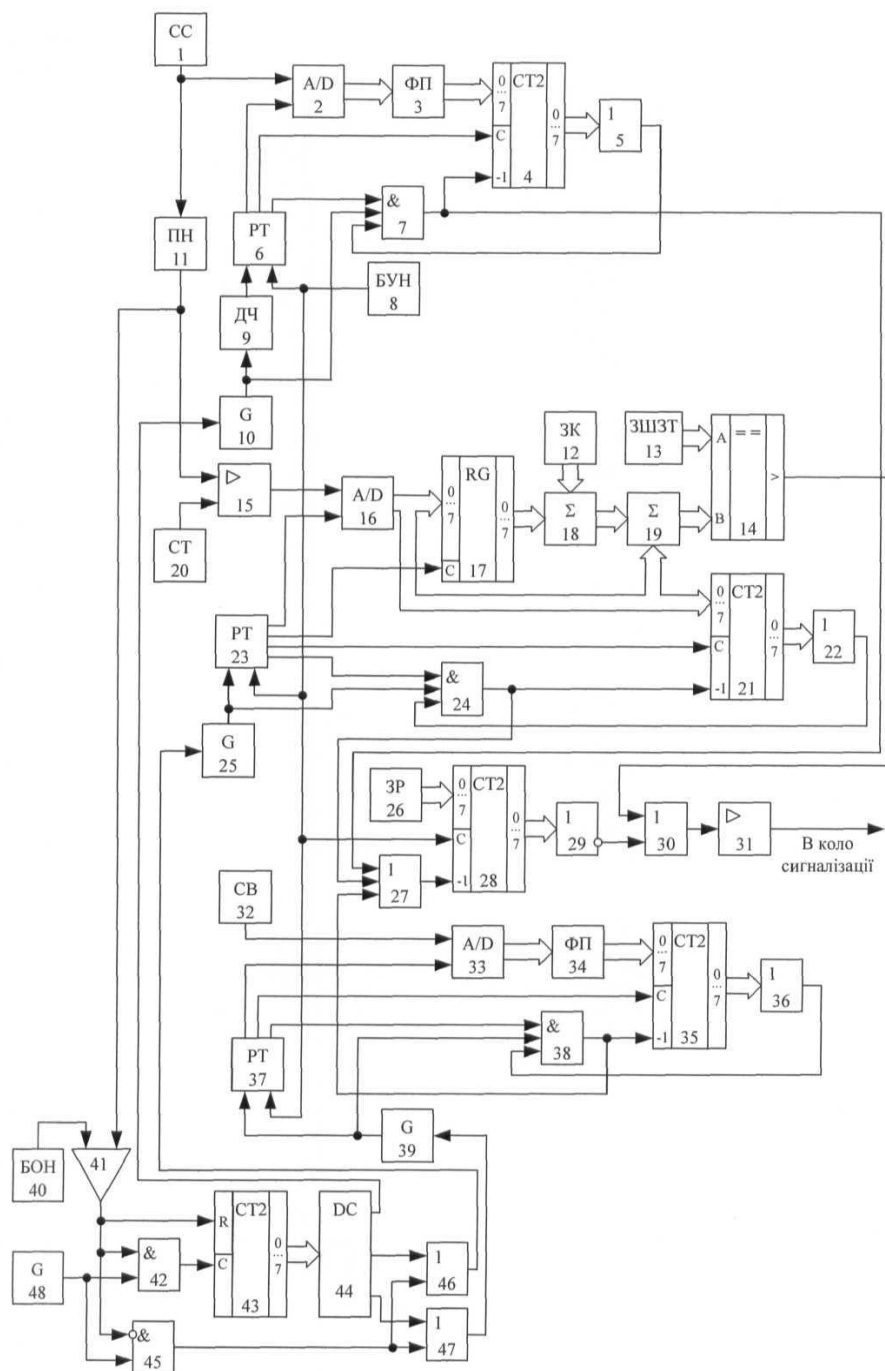 СС
1
A/D
2
ФП
3
0
...
7
СТ2
0
...
7
С
-1
4
1
5
ПН
11
РТ
6
&
7
БУН
8
ДЧ
9
G
10
ЗК
12
ЗШЗТ
13
A
==
>
B
14
▷
15
A/D
16
0
...
7
RG
0
...
7
C
17
Σ
18
Σ
19
СТ
20
0
...
7
СТ2
0
...
7
С
-1
21
1
22
РТ
23
&
24
G
25
ЗР
26
0
...
7
СТ2
0
...
7
С
-1
28
1
29
1
30
▷
31
В коло
сигналізації
1
27
СВ
32
A/D
33
ФП
34
0
...
7
СТ2
0
...
7
С
-1
35
1
36
РТ
37
&
38
G
39
БОН
40
41
R
СТ2
0
...
7
C
43
DC
44
G
48
&
42
&
45
1
46
1
47